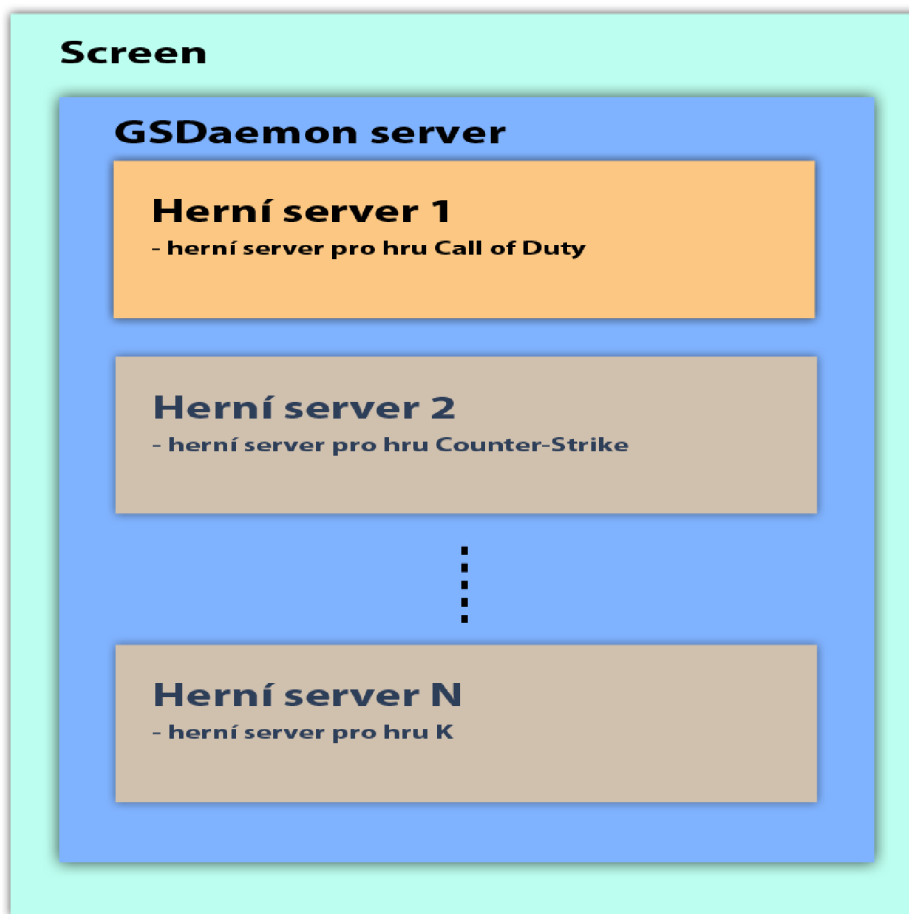 Screen
GSDaemon server
Herní server 1
- herní server pro hru Call of Duty
Herní server 2
- herní server pro hru Counter-Strike
Herní server N
- herní server pro hru K